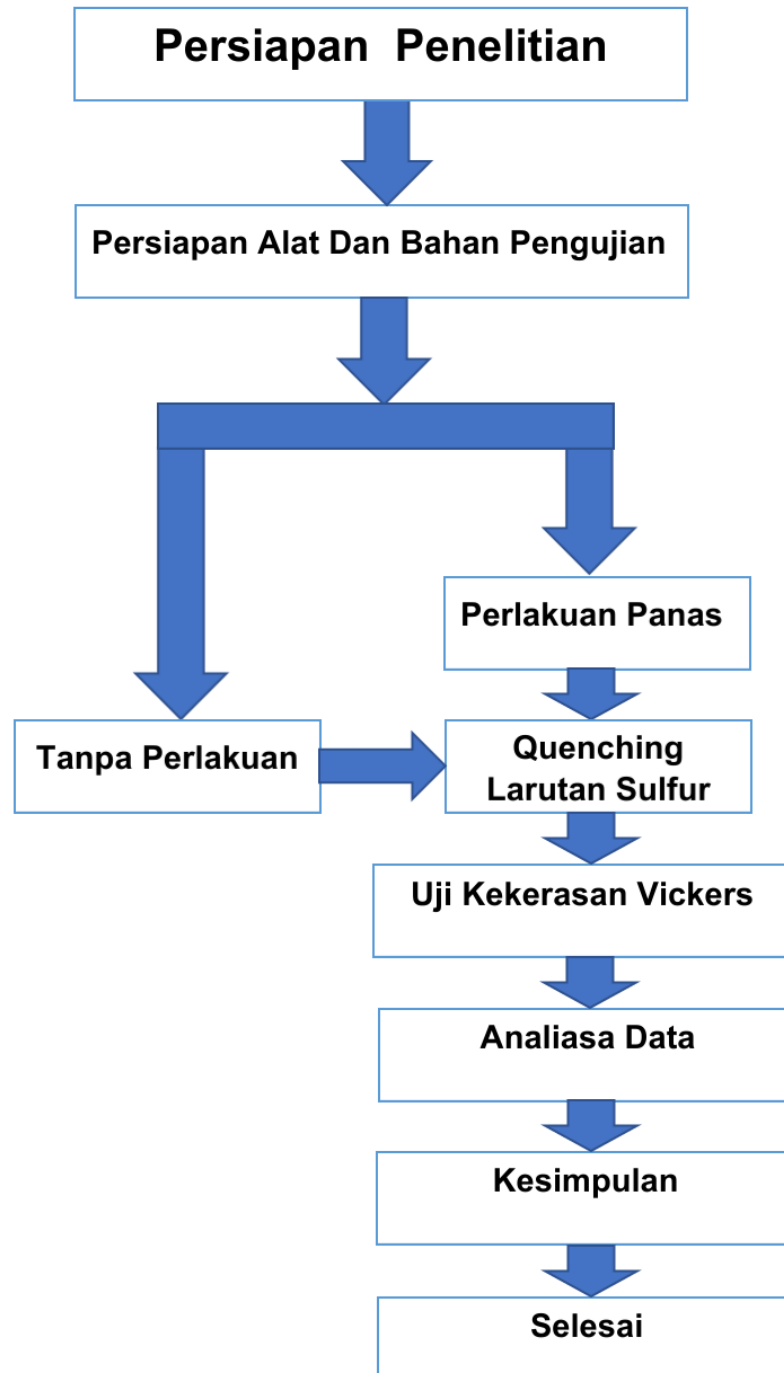 Persiapan Penelitian
Persiapan Alat Dan Bahan Pengujian
Perlakuan Panas
Tanpa Perlakuan
Quenching
Larutan Sulfur
Uji Kekerasan Vickers
Analiasa Data
Kesimpulan
Selesai